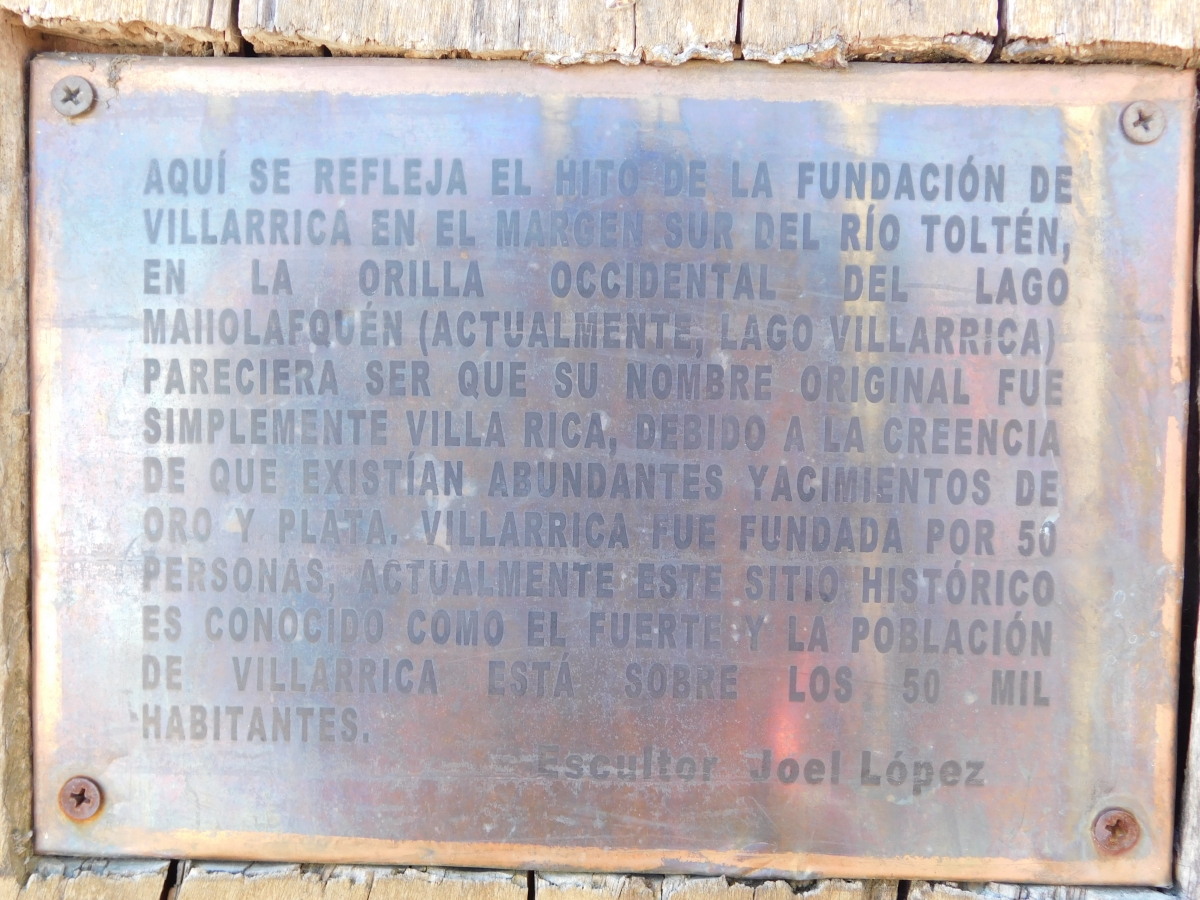 AQUÍ SE REFLEJA EL HITO DE LA FUNDACIÓN DE
VILLARRICA EN EL MARGEN SUR DEL RÍO TOLTÉN,
EN LA ORILLA OCCIDENTAL DEL LAGO
MAHOLAFQUÉN (ACTUALMENTE, LAGO VILLARRICA)
PARECIERA SER QUE SU NOMBRE ORIGINAL FUE
SIMPLEMENTE VILLA RICA, DEBIDO A LA CREENCIA
DE QUE EXISTÍAN ABUNDANTES YACIMIENTOS DE
ORO Y PLATA. VILLARRICA FUE FUNDADA POR 50
PERSONAS, ACTUALMENTE ESTE SITIO HISTÓRICO
ES CONOCIDO COMO EL FUERTE Y LA POBLACIÓN
DE VILLARRICA ESTÁ SOBRE LOS 50 MIL
HABITANTES.
Escultor Joel López